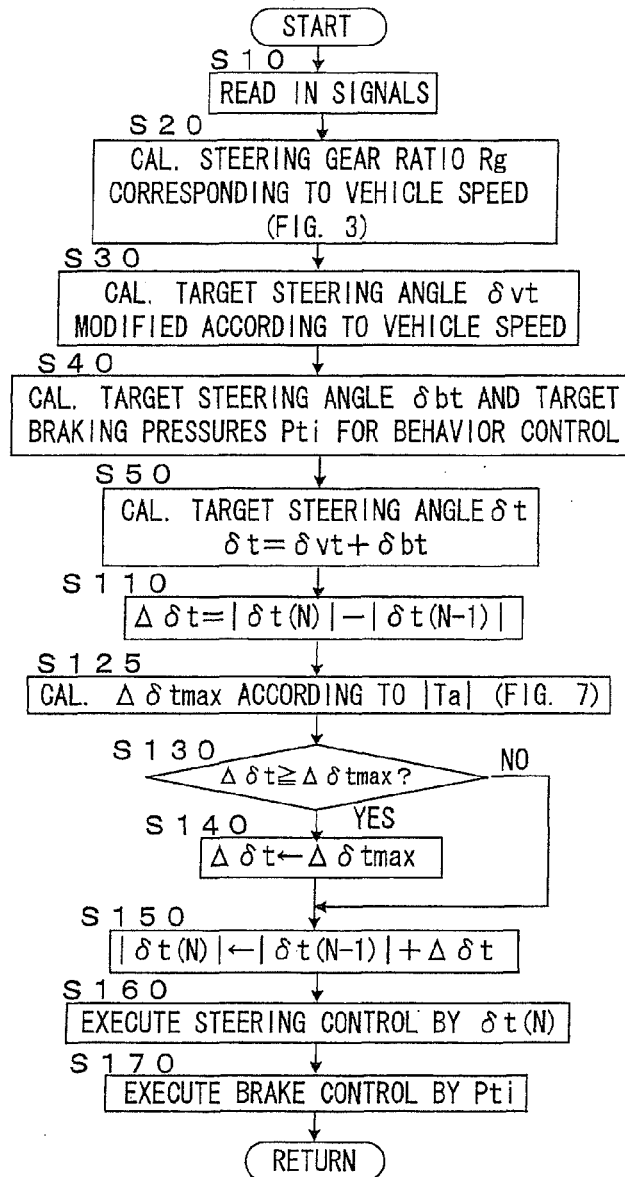 START
S10
READ IN SIGNALS
S20
CAL. STEERING GEAR RATIO Rg
CORRESPONDING TO VEHICLE SPEED
(FIG. 3)
S30
CAL. TARGET STEERING ANGLE δvt
MODIFIED ACCORDING TO VEHICLE SPEED
S40
CAL. TARGET STEERING ANGLE δbt AND TARGET
BRAKING PRESSURES Pti FOR BEHAVIOR CONTROL
S50
CAL. TARGET STEERING ANGLE δt
δt=δvt+δbt
S110
Δδt=|δt(N)|−|δt(N-1)|
S125
CAL. Δδtmax ACCORDING TO |Ta| (FIG. 7)
S130
Δδt≧Δδtmax?
NO
YES
S140
Δδt←Δδtmax
S150
|δt(N)|←|δt(N-1)|+Δδt
S160
EXECUTE STEERING CONTROL BY δt(N)
S170
EXECUTE BRAKE CONTROL BY Pti
RETURN